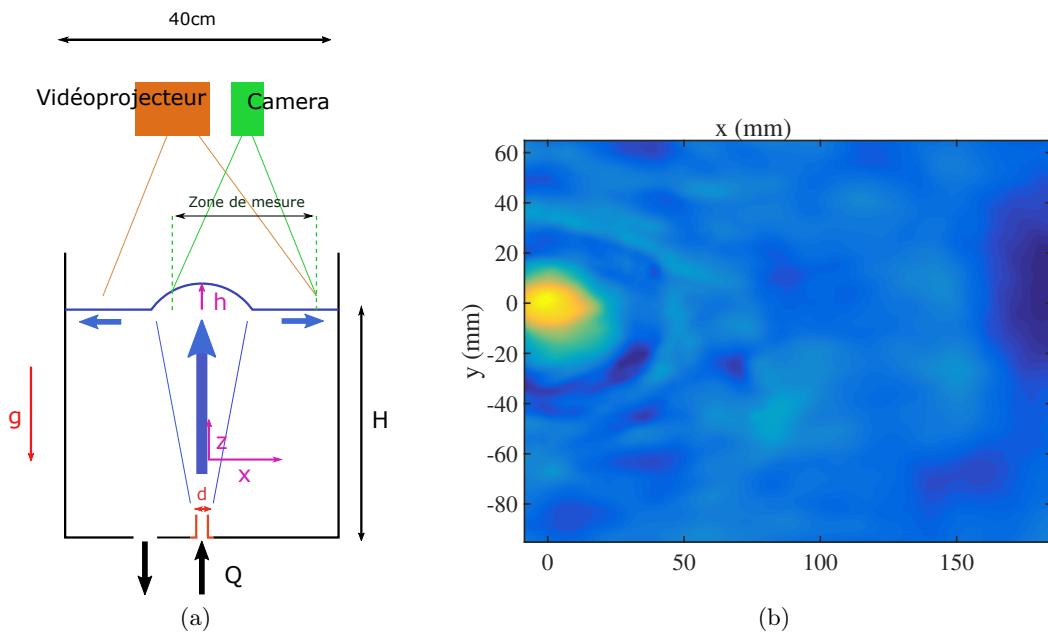 40cm
Vidéoprojecteur
Camera
Zone de mesure
h
g
H
z
x
d
Q
(a)
x (mm)
y (mm)
60
40
20
0
-20
-40
-60
-80
0
50
100
150
(b)